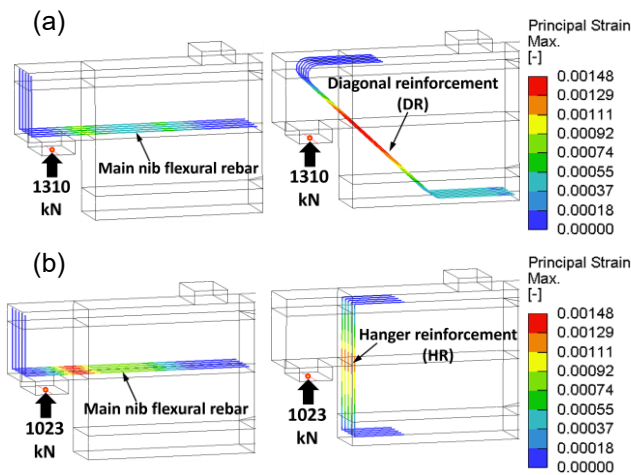 (a)
Principal Strain
Max.
[-]
0.00148
0.00129
0.00111
0.00092
0.00074
0.00055
0.00037
0.00018
0.00000
Main nib flexural rebar
1310
kN
Diagonal reinforcement
(DR)
1310
kN
(b)
Principal Strain
Max.
[-]
0.00148
0.00129
0.00111
0.00092
0.00074
0.00055
0.00037
0.00018
0.00000
Main nib flexural rebar
1023
kN
Hanger reinforcement
(HR)
1023
kN